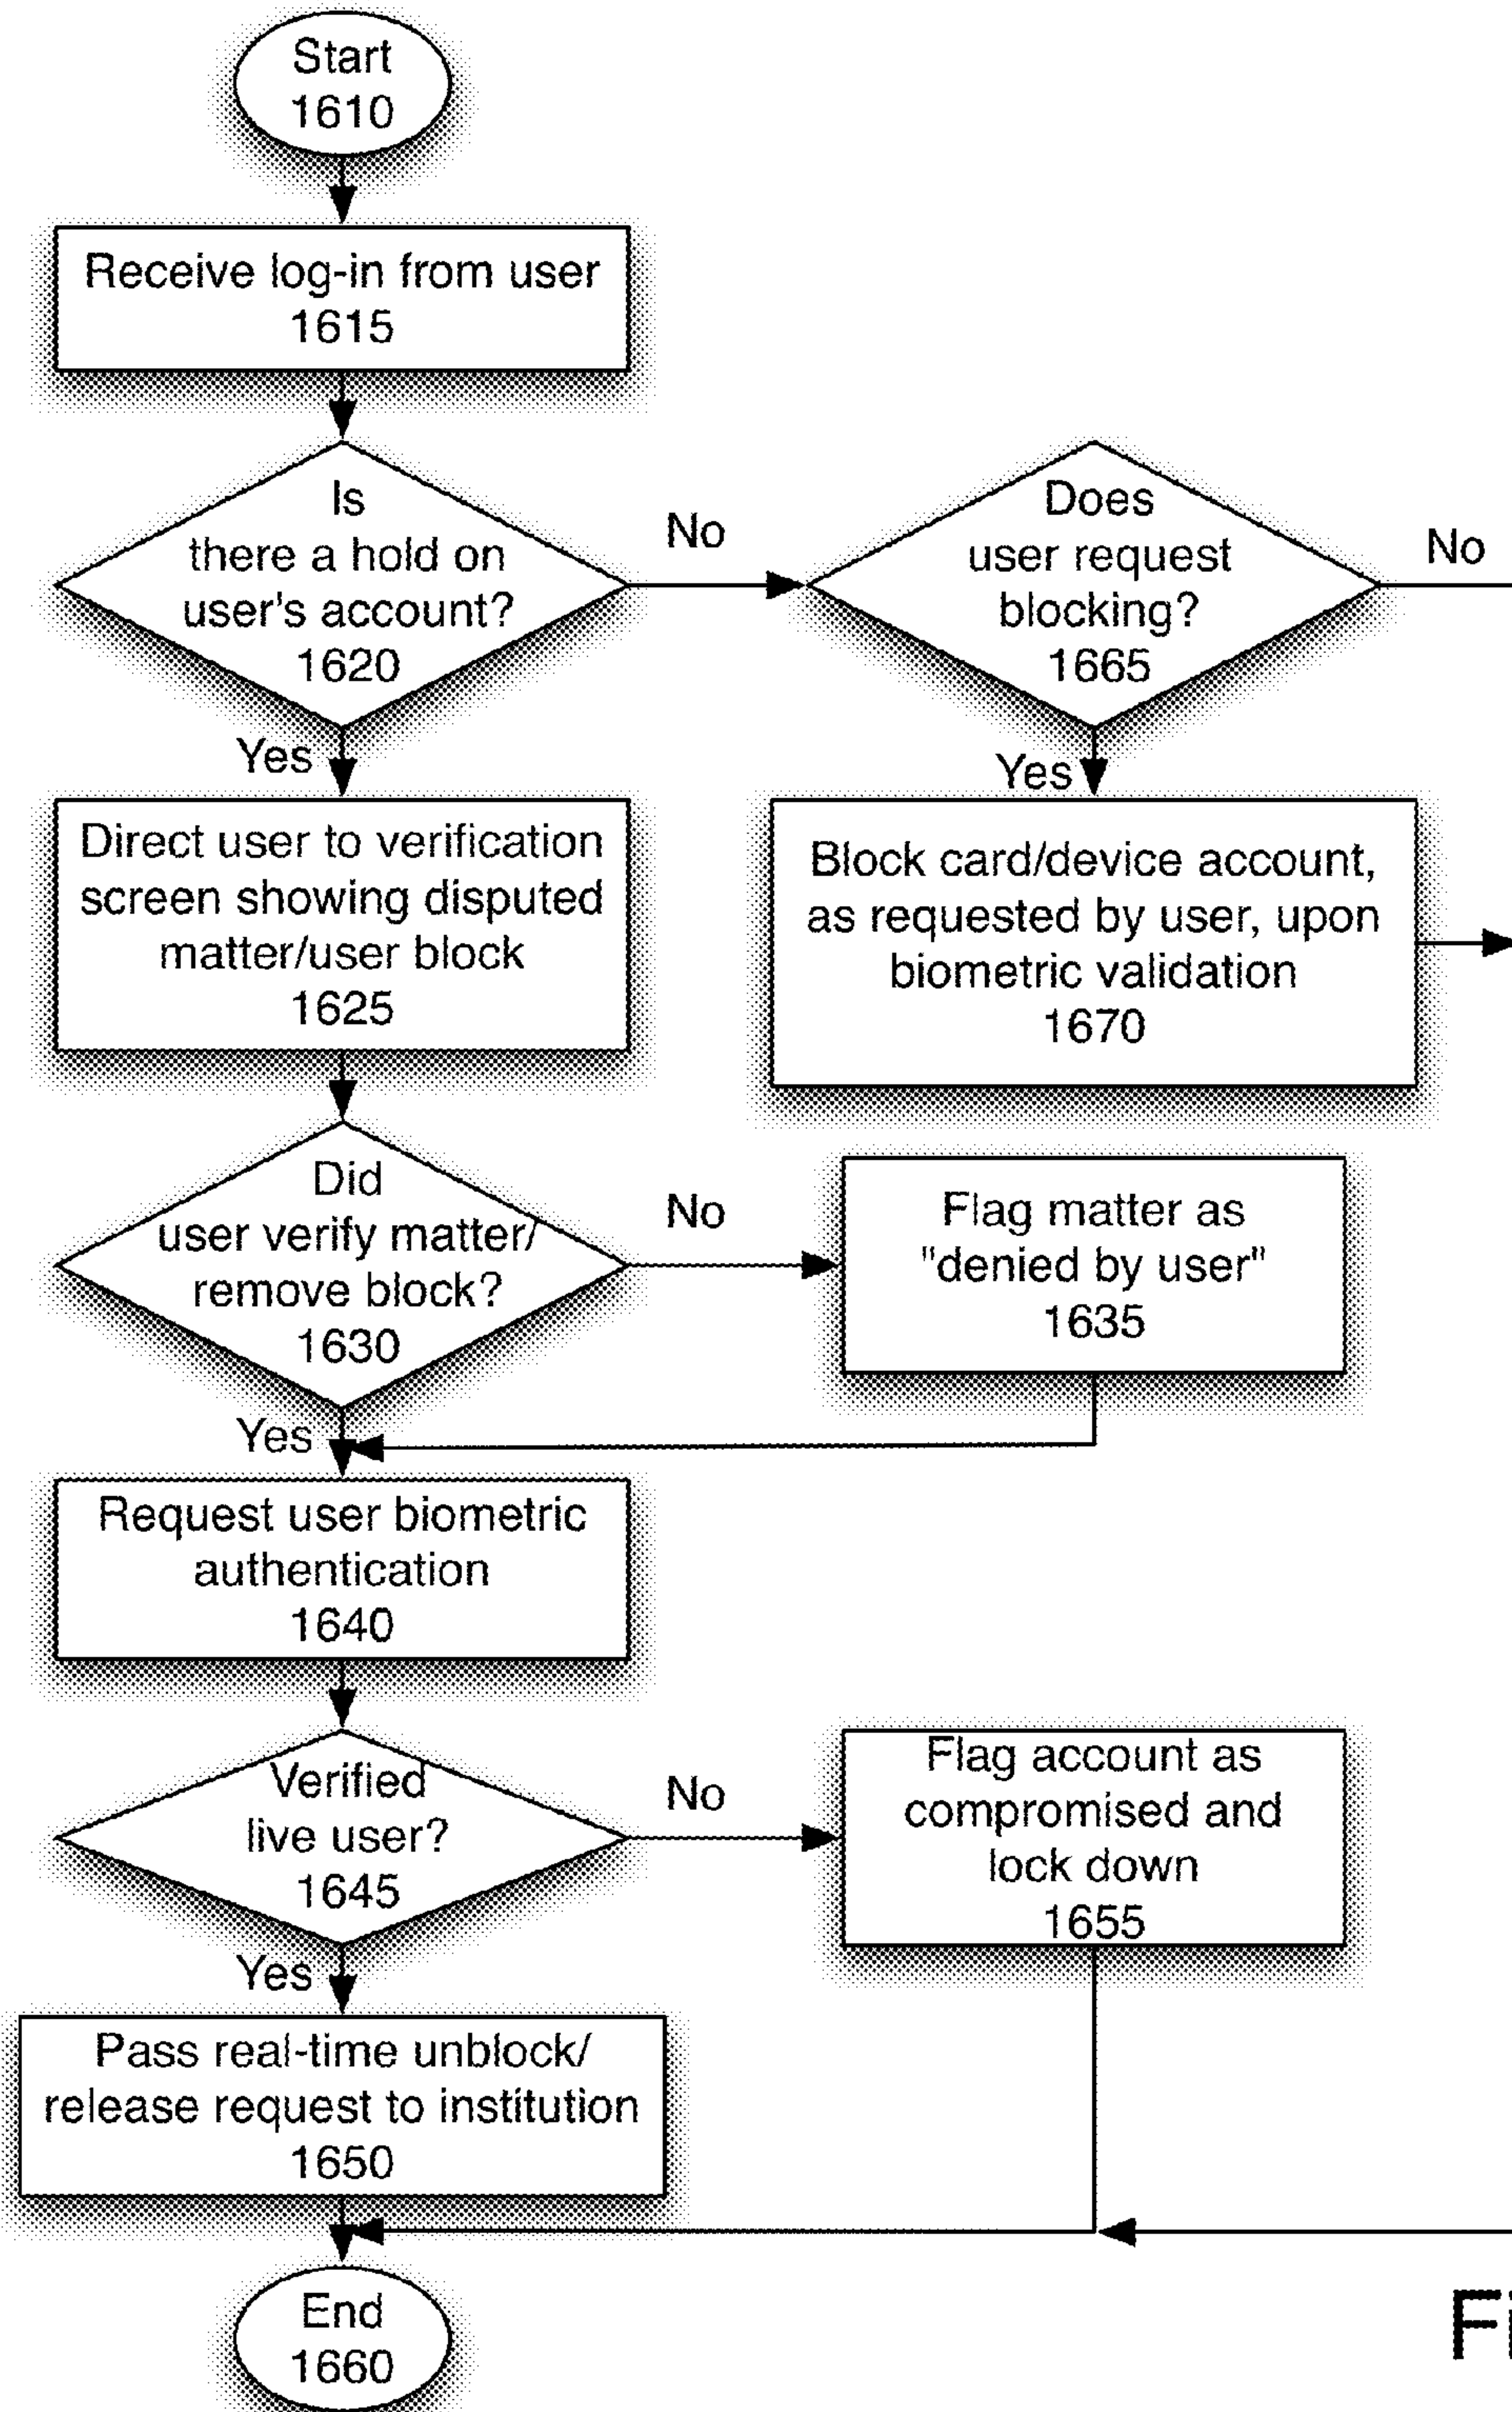 Start
1610
Receive log-in from user
1615
Is
there a hold on
user's account?
1620
No
Does
user request
blocking?
1665
No
Yes
Direct user to verification
screen showing disputed
matter/user block
1625
Yes
Block card/device account,
as requested by user, upon
biometric validation
1670
Did
user verify matter/
remove block?
1630
No
Flag matter as
"denied by user"
1635
Yes
Request user biometric
authentication
1640
Verified
live user?
1645
No
Flag account as
compromised and
lock down
1655
Yes
Pass real-time unblock/
release request to institution
1650
End
1660